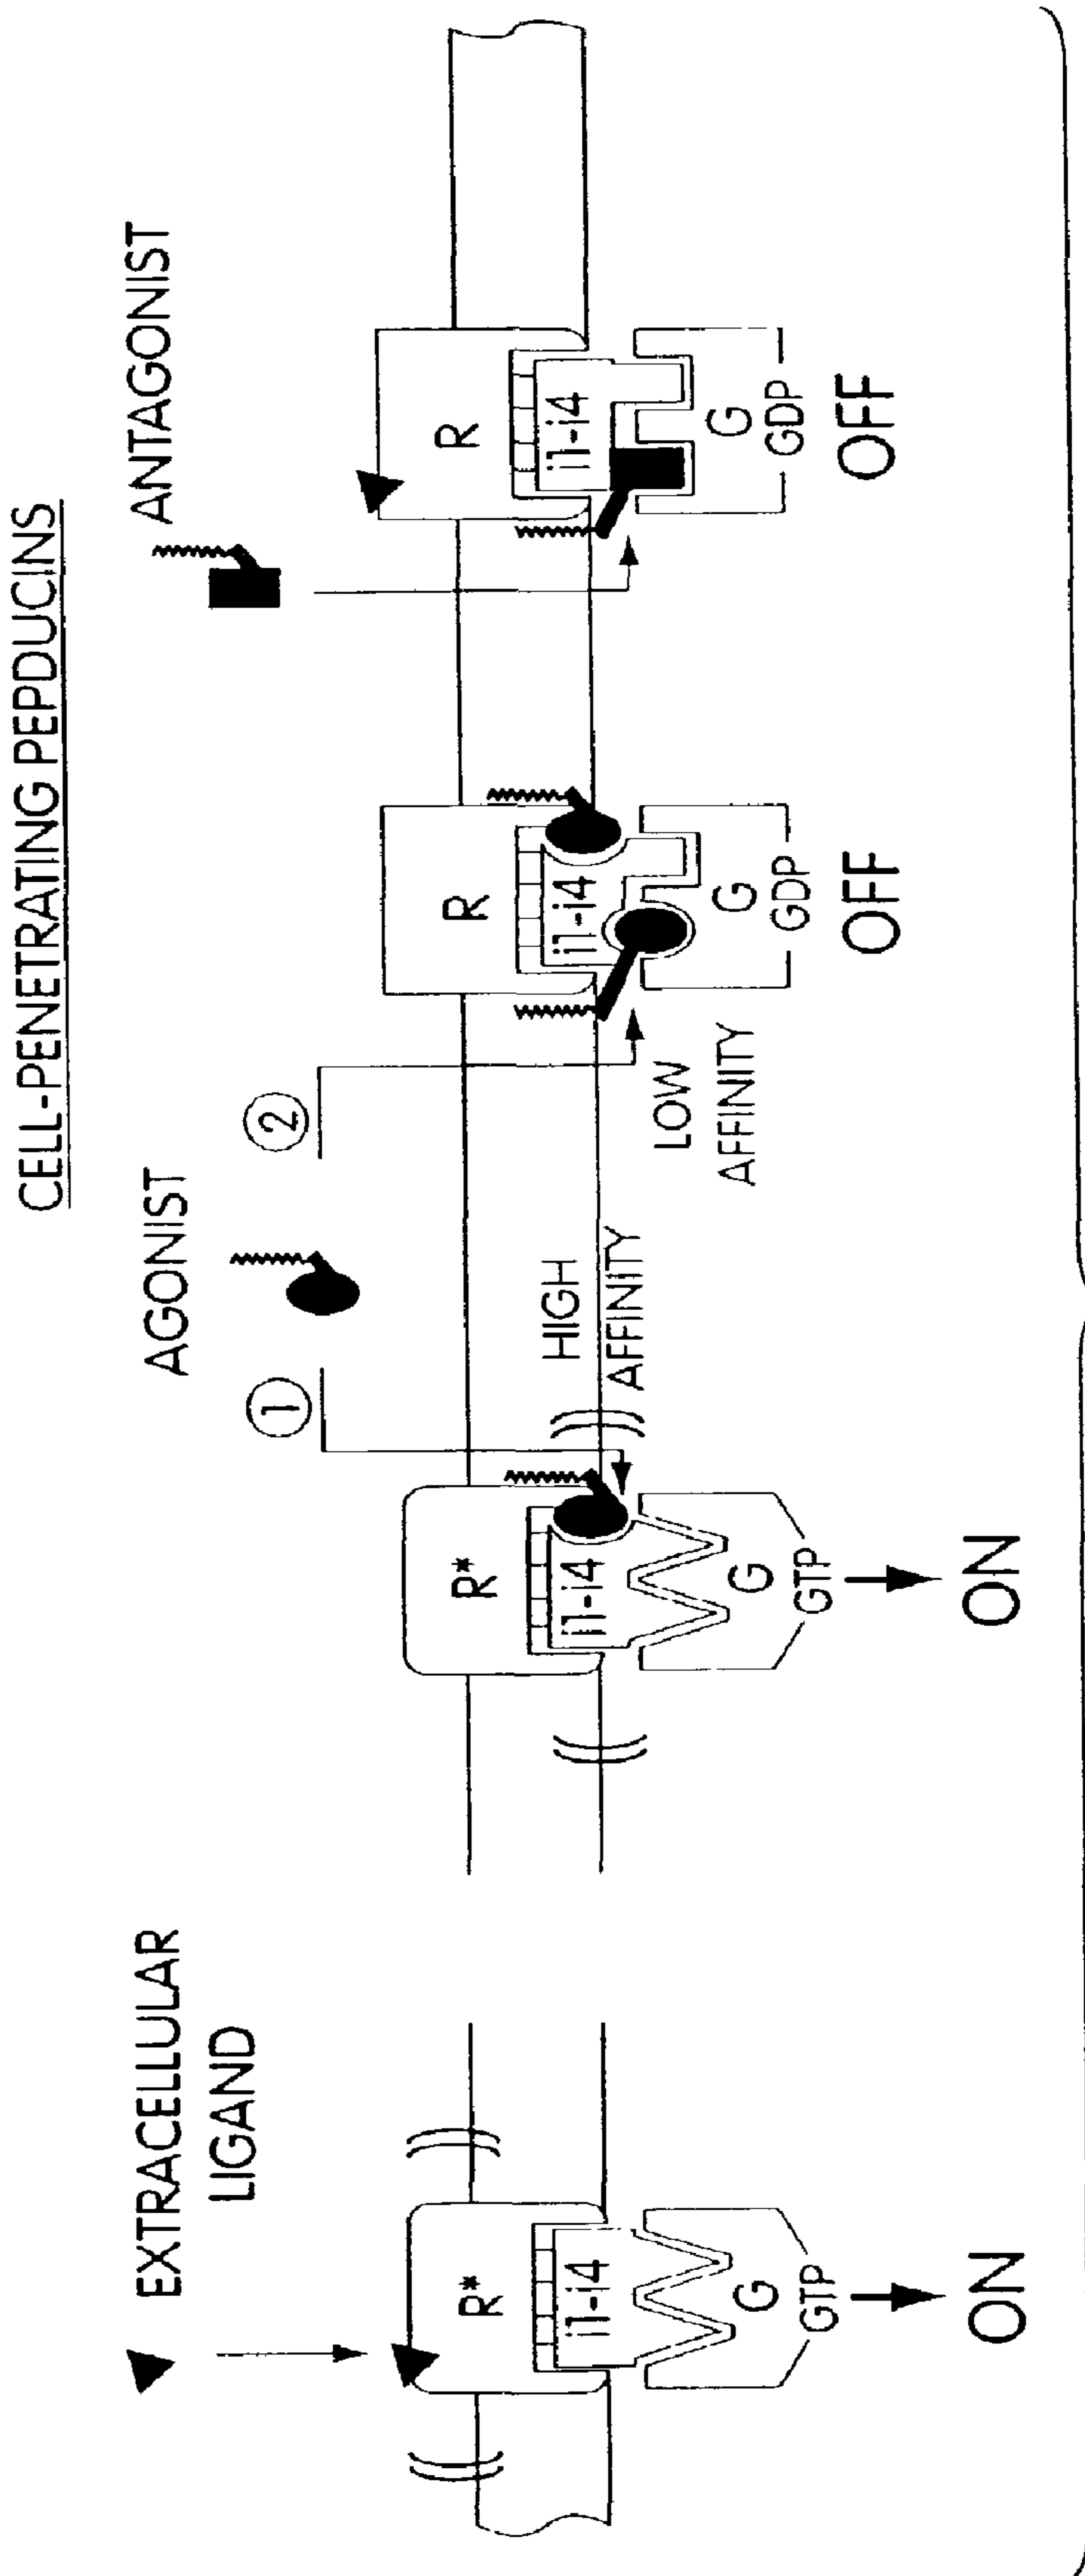 CELL-PENETRATING PEPDUCINS
EXTRACELLULAR
LIGAND
R*
i1-i4
G
GTP
ON
AGONIST
1
2
HIGH
AFFINITY
LOW
AFFINITY
R*
i1-i4
G
GTP
ON
R
i1-i4
G
GDP
OFF
ANTAGONIST
R
i1-i4
G
GDP
OFF